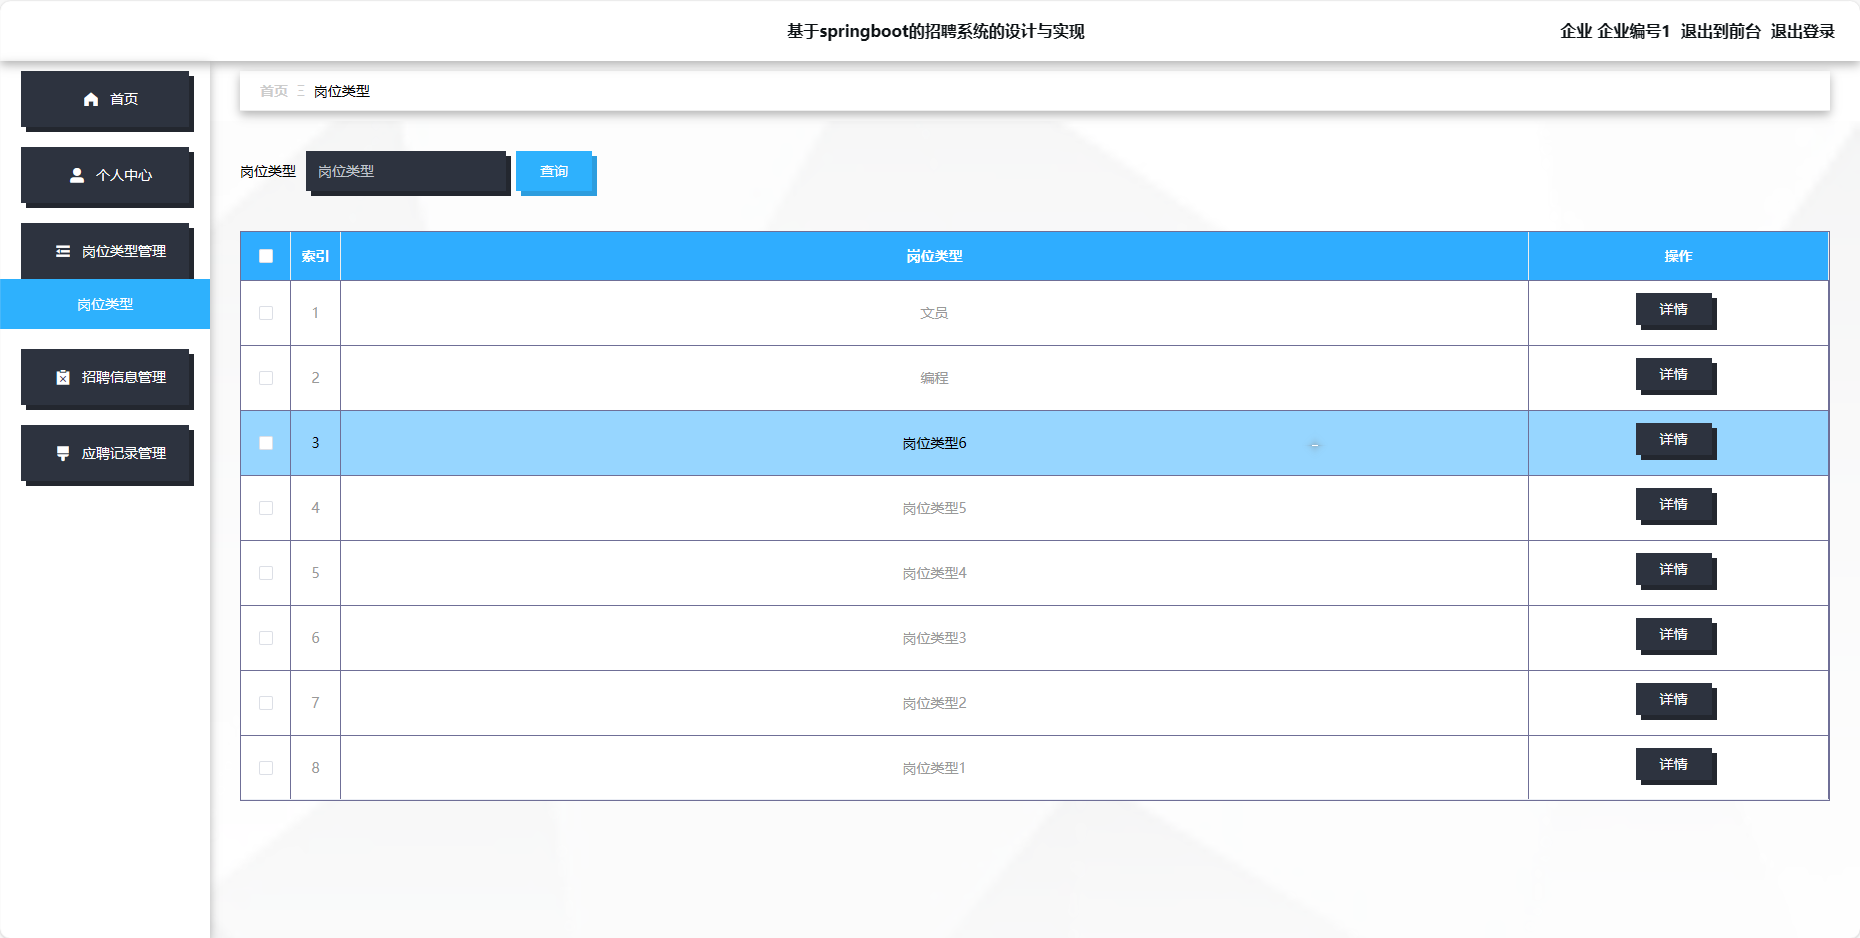 基于springboot的招聘系统的设计与实现
企业 企业编号1 退出到前台 退出登录
首页
个人中心
岗位类型管理
岗位类型
招聘信息管理
应聘记录管理
首页 岗位类型
岗位类型 岗位类型 查询
索引 岗位类型 操作
1 文员 详情
2 编程 详情
3 岗位类型6 详情
4 岗位类型5 详情
5 岗位类型4 详情
6 岗位类型3 详情
7 岗位类型2 详情
8 岗位类型1 详情